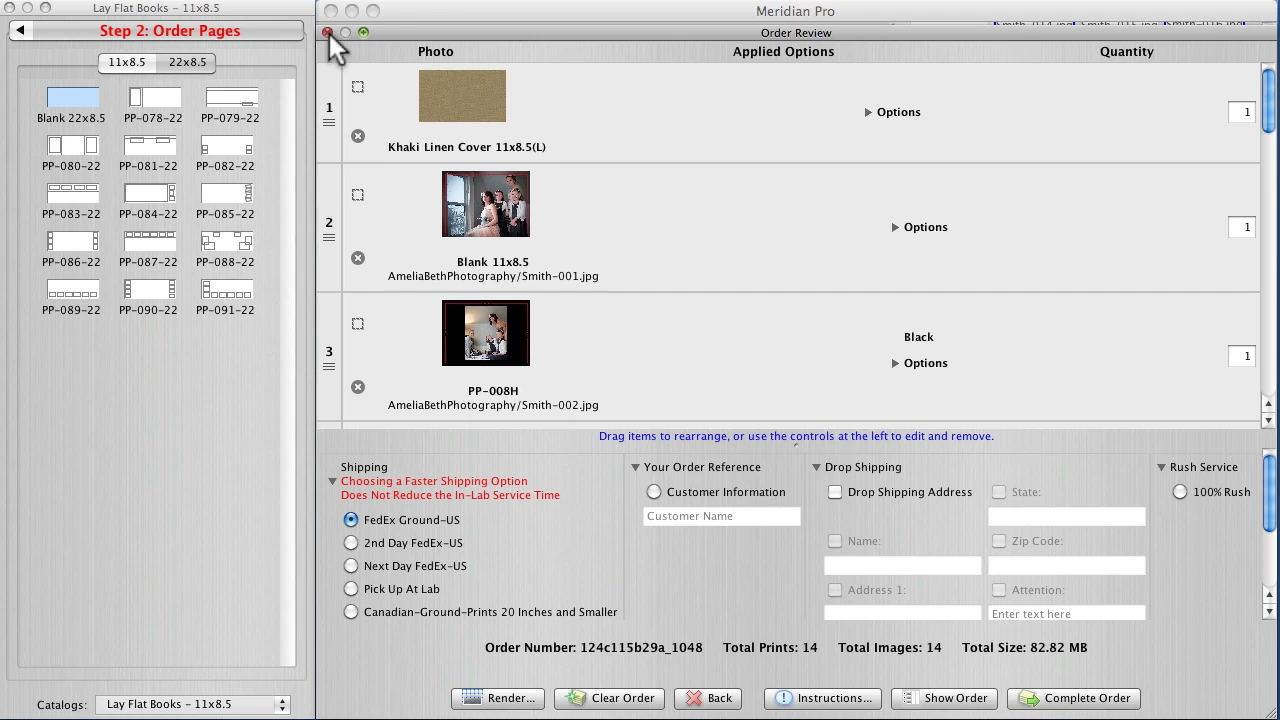 Lay Flat Books - 11x8.5
Step 2: Order Pages
11x8.5 22x8.5
Blank 22x8.5 PP-078-22 PP-079-22
PP-080-22 PP-081-22 PP-082-22
PP-083-22 PP-084-22 PP-085-22
PP-086-22 PP-087-22 PP-088-22
PP-089-22 PP-090-22 PP-091-22
Catalogs: Lay Flat Books - 11x8.5
Meridian Pro
Order Review
Photo Applied Options Quantity
1
Khaki Linen Cover 11x8.5(L)
Options
1
2
Blank 11x8.5
AmeliaBethPhotography/Smith-001.jpg
Options
1
3
PP-008H
AmeliaBethPhotography/Smith-002.jpg
Black
Options
1
Drag items to rearrange, or use the controls at the left to edit and remove.
Shipping
Choosing a Faster Shipping Option
Does Not Reduce the In-Lab Service Time
FedEx Ground-US
2nd Day FedEx-US
Next Day FedEx-US
Pick Up At Lab
Canadian-Ground-Prints 20 Inches and Smaller
Your Order Reference
Customer Information
Customer Name
Drop Shipping
Drop Shipping Address
State:
Name:
Zip Code:
Address 1:
Attention:
Enter text here
Rush Service
100% Rush
Order Number: 124c115b29a_1048 Total Prints: 14 Total Images: 14 Total Size: 82.82 MB
Render... Clear Order Back Instructions... Show Order Complete Order